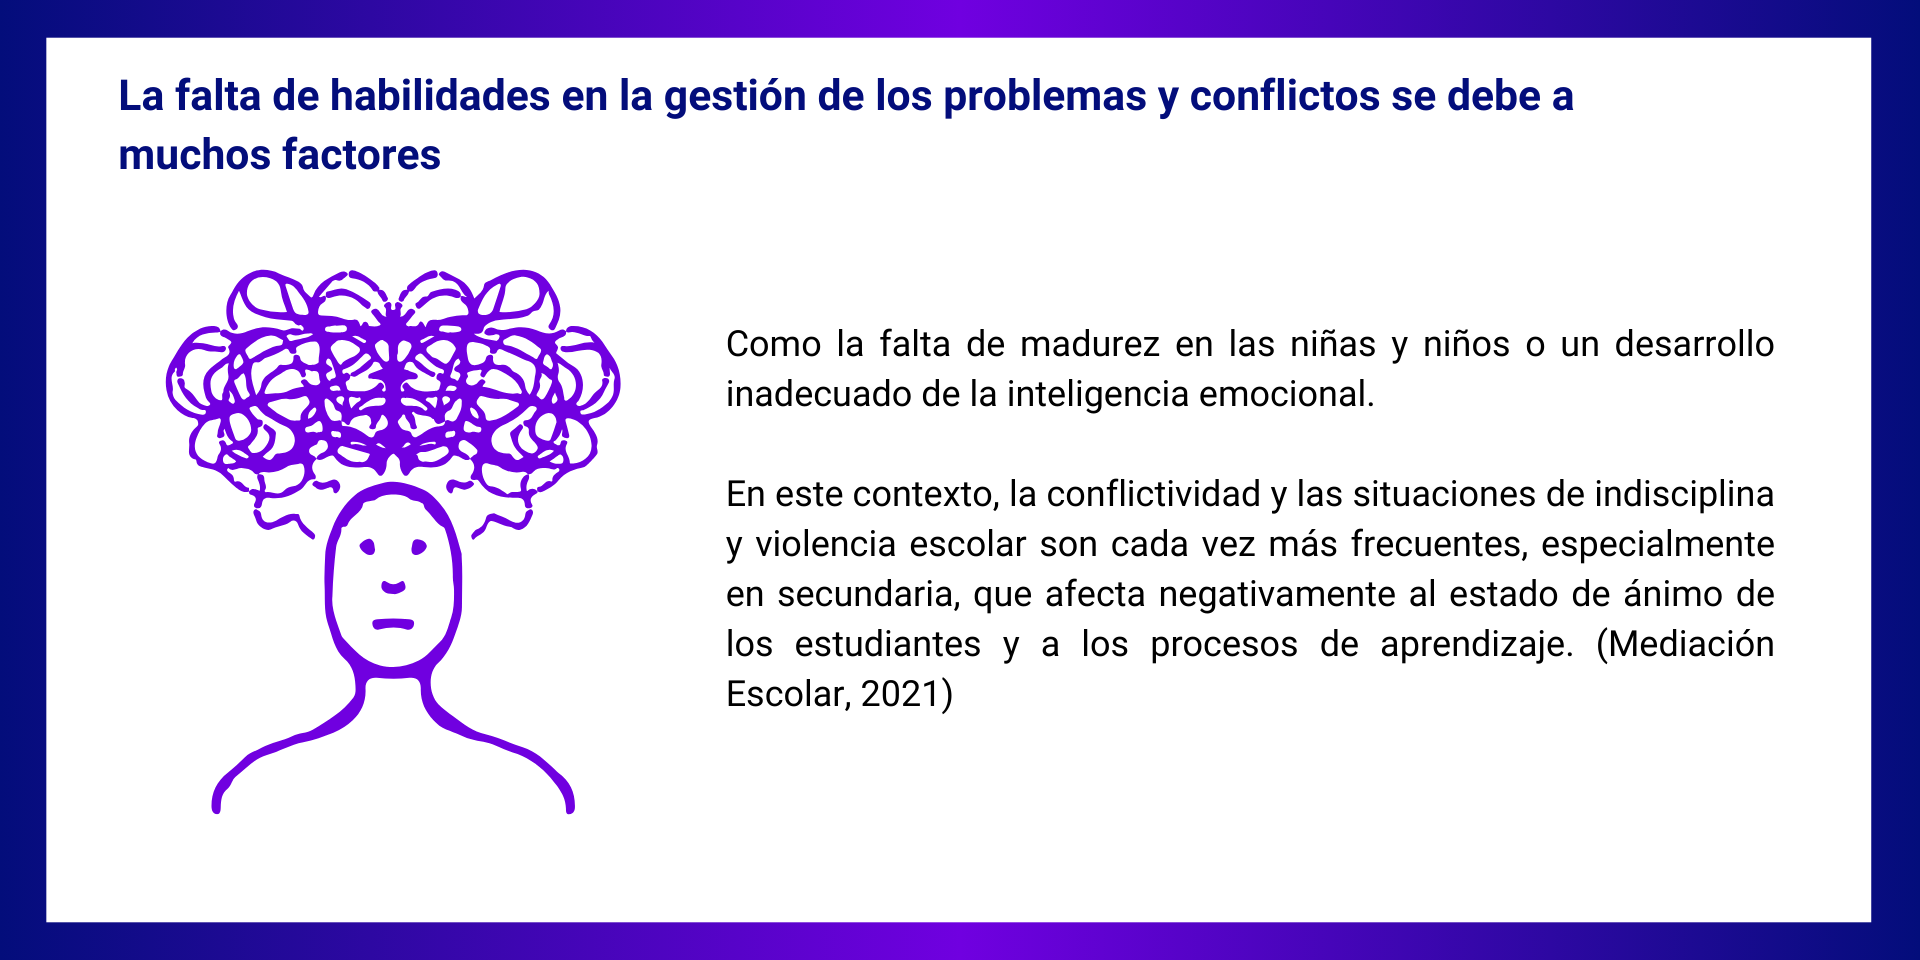 La falta de habilidades en la gestión de los problemas y conflictos se debe a
muchos factores
Como la falta de madurez en las niñas y niños o un desarrollo
inadecuado de la inteligencia emocional.
En este contexto, la conflictividad y las situaciones de indisciplina
y violencia escolar son cada vez más frecuentes, especialmente
en secundaria, que afecta negativamente al estado de ánimo de
los estudiantes y a los procesos de aprendizaje. (Mediación
Escolar, 2021)